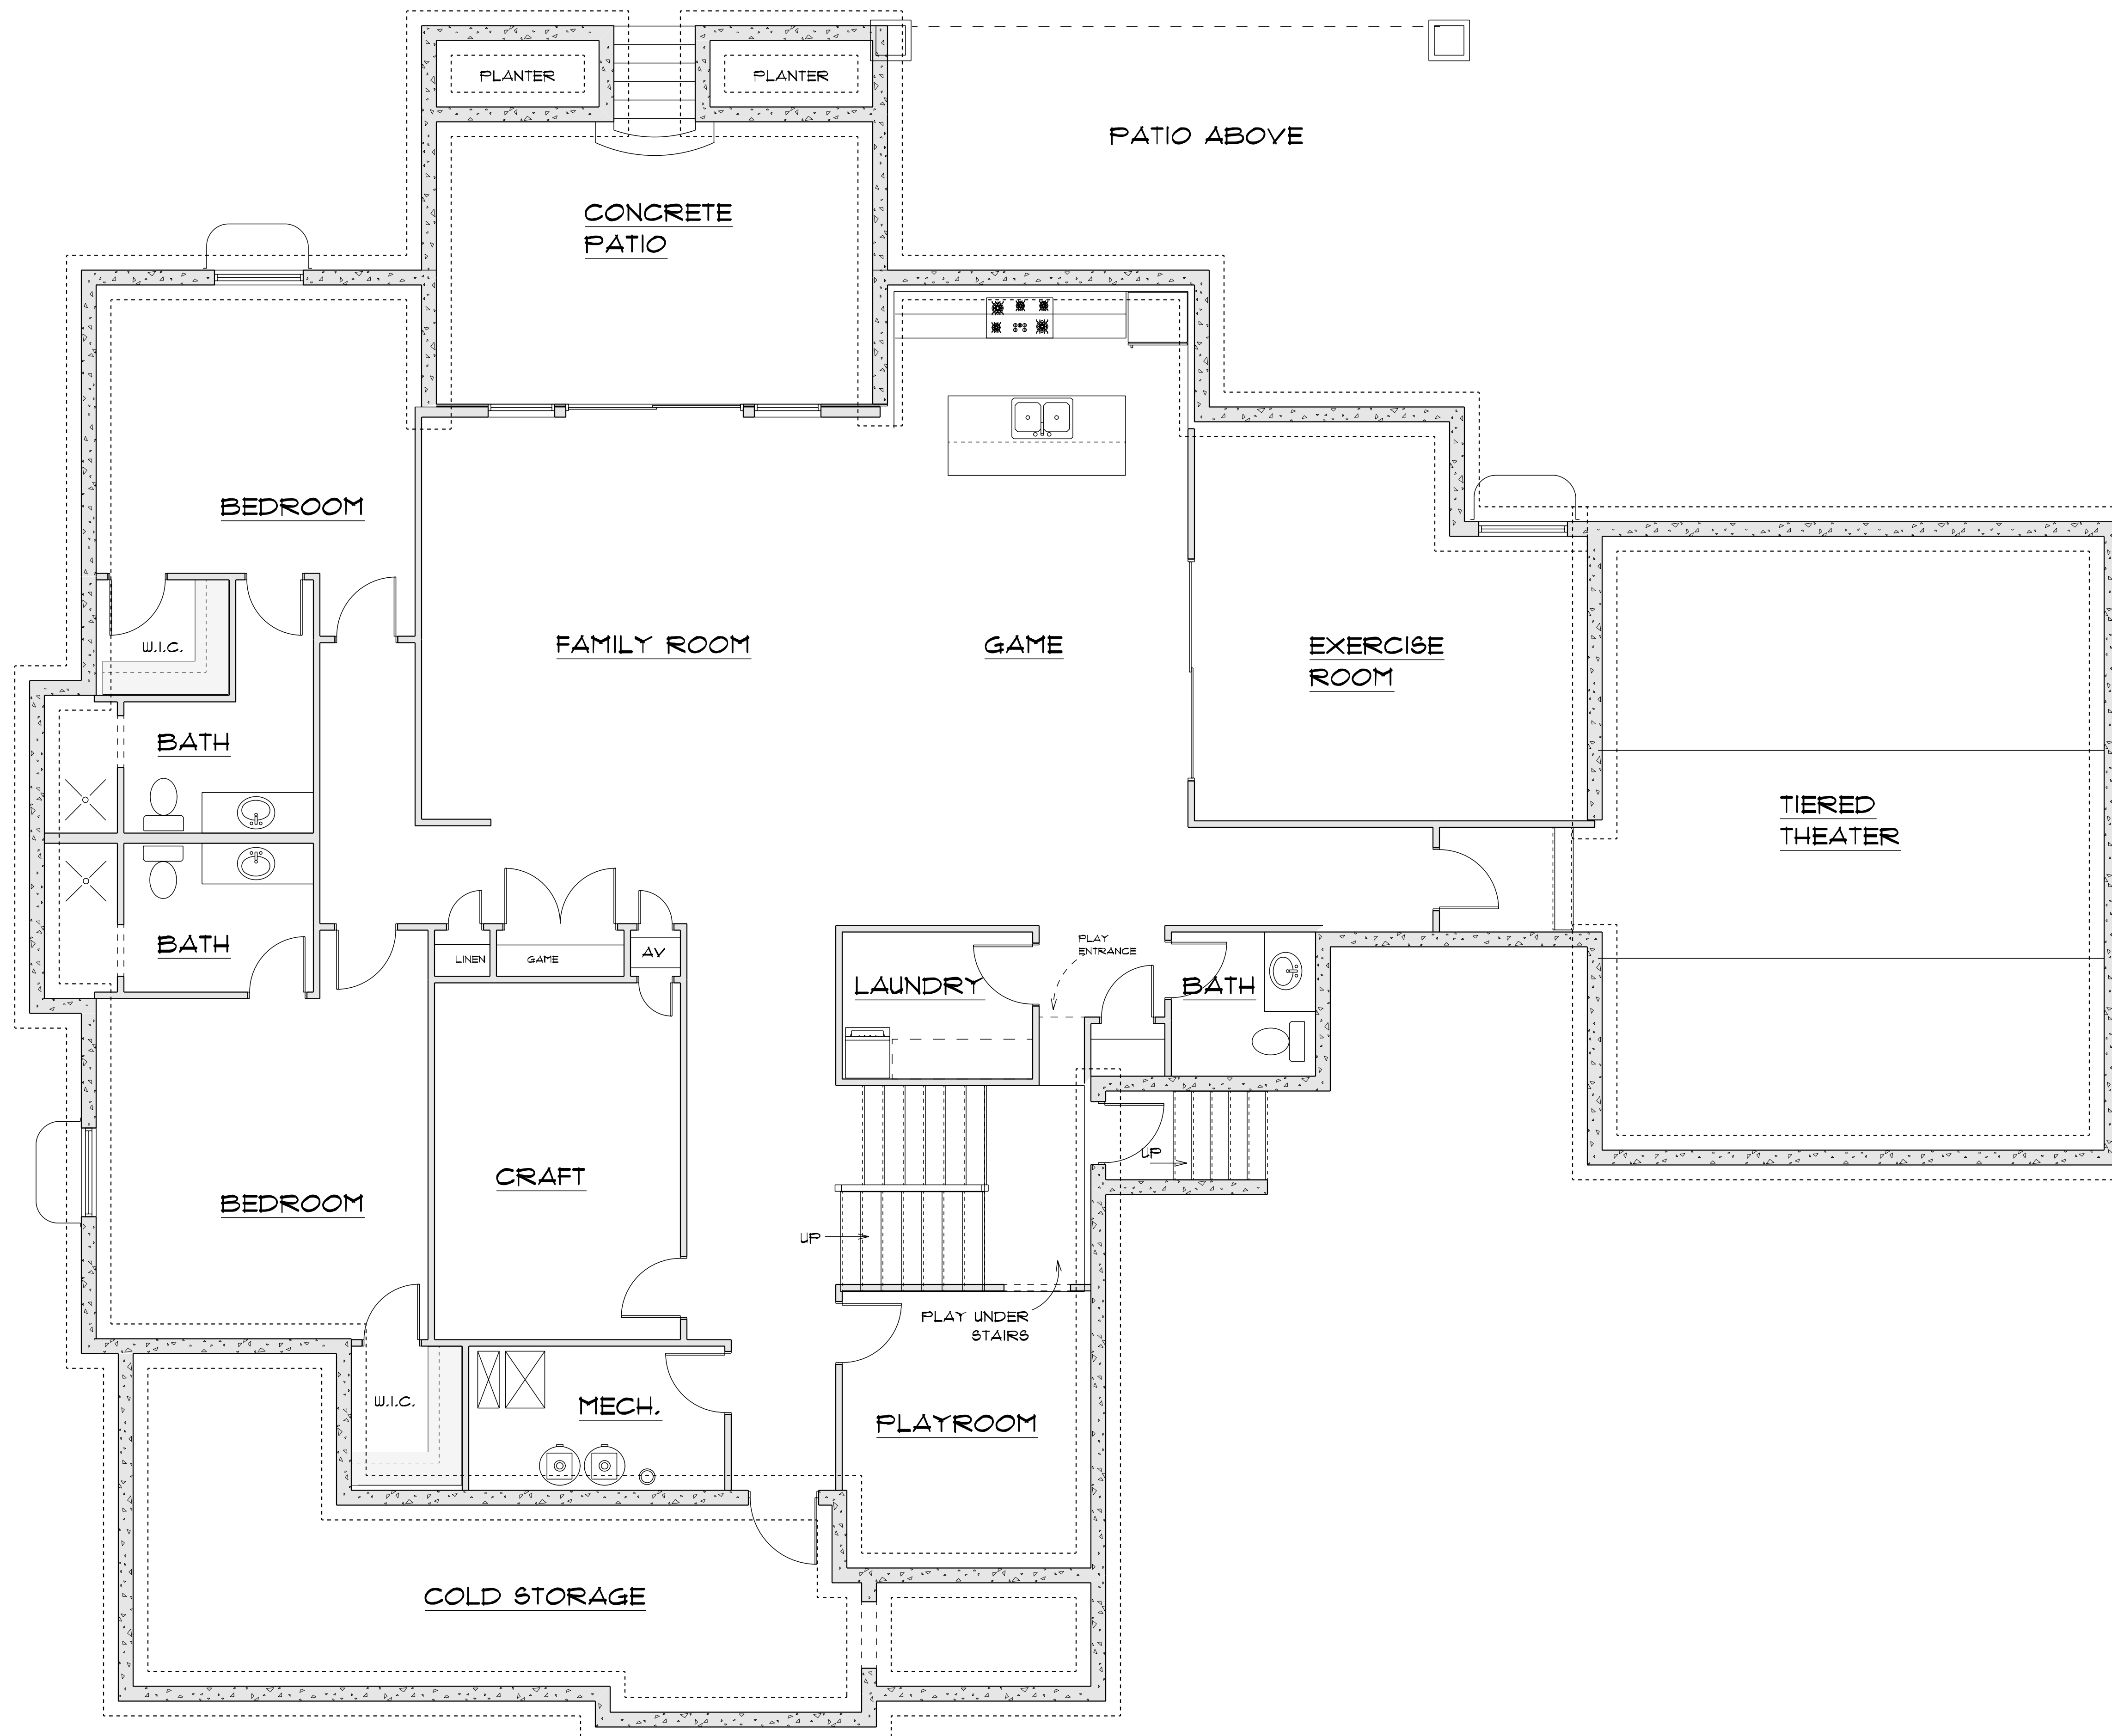 PLANTER
PLANTER
PATIO ABOVE
CONCRETE
PATIO
BEDROOM
W.I.C.
FAMILY ROOM
GAME
EXERCISE
ROOM
BATH
TIERED
THEATER
BATH
LINEN
GAME
AV
PLAY
ENTRANCE
LAUNDRY
BATH
UP
CRAFT
BEDROOM
UP
PLAY UNDER
STAIRS
W.I.C.
MECH.
PLAYROOM
COLD STORAGE